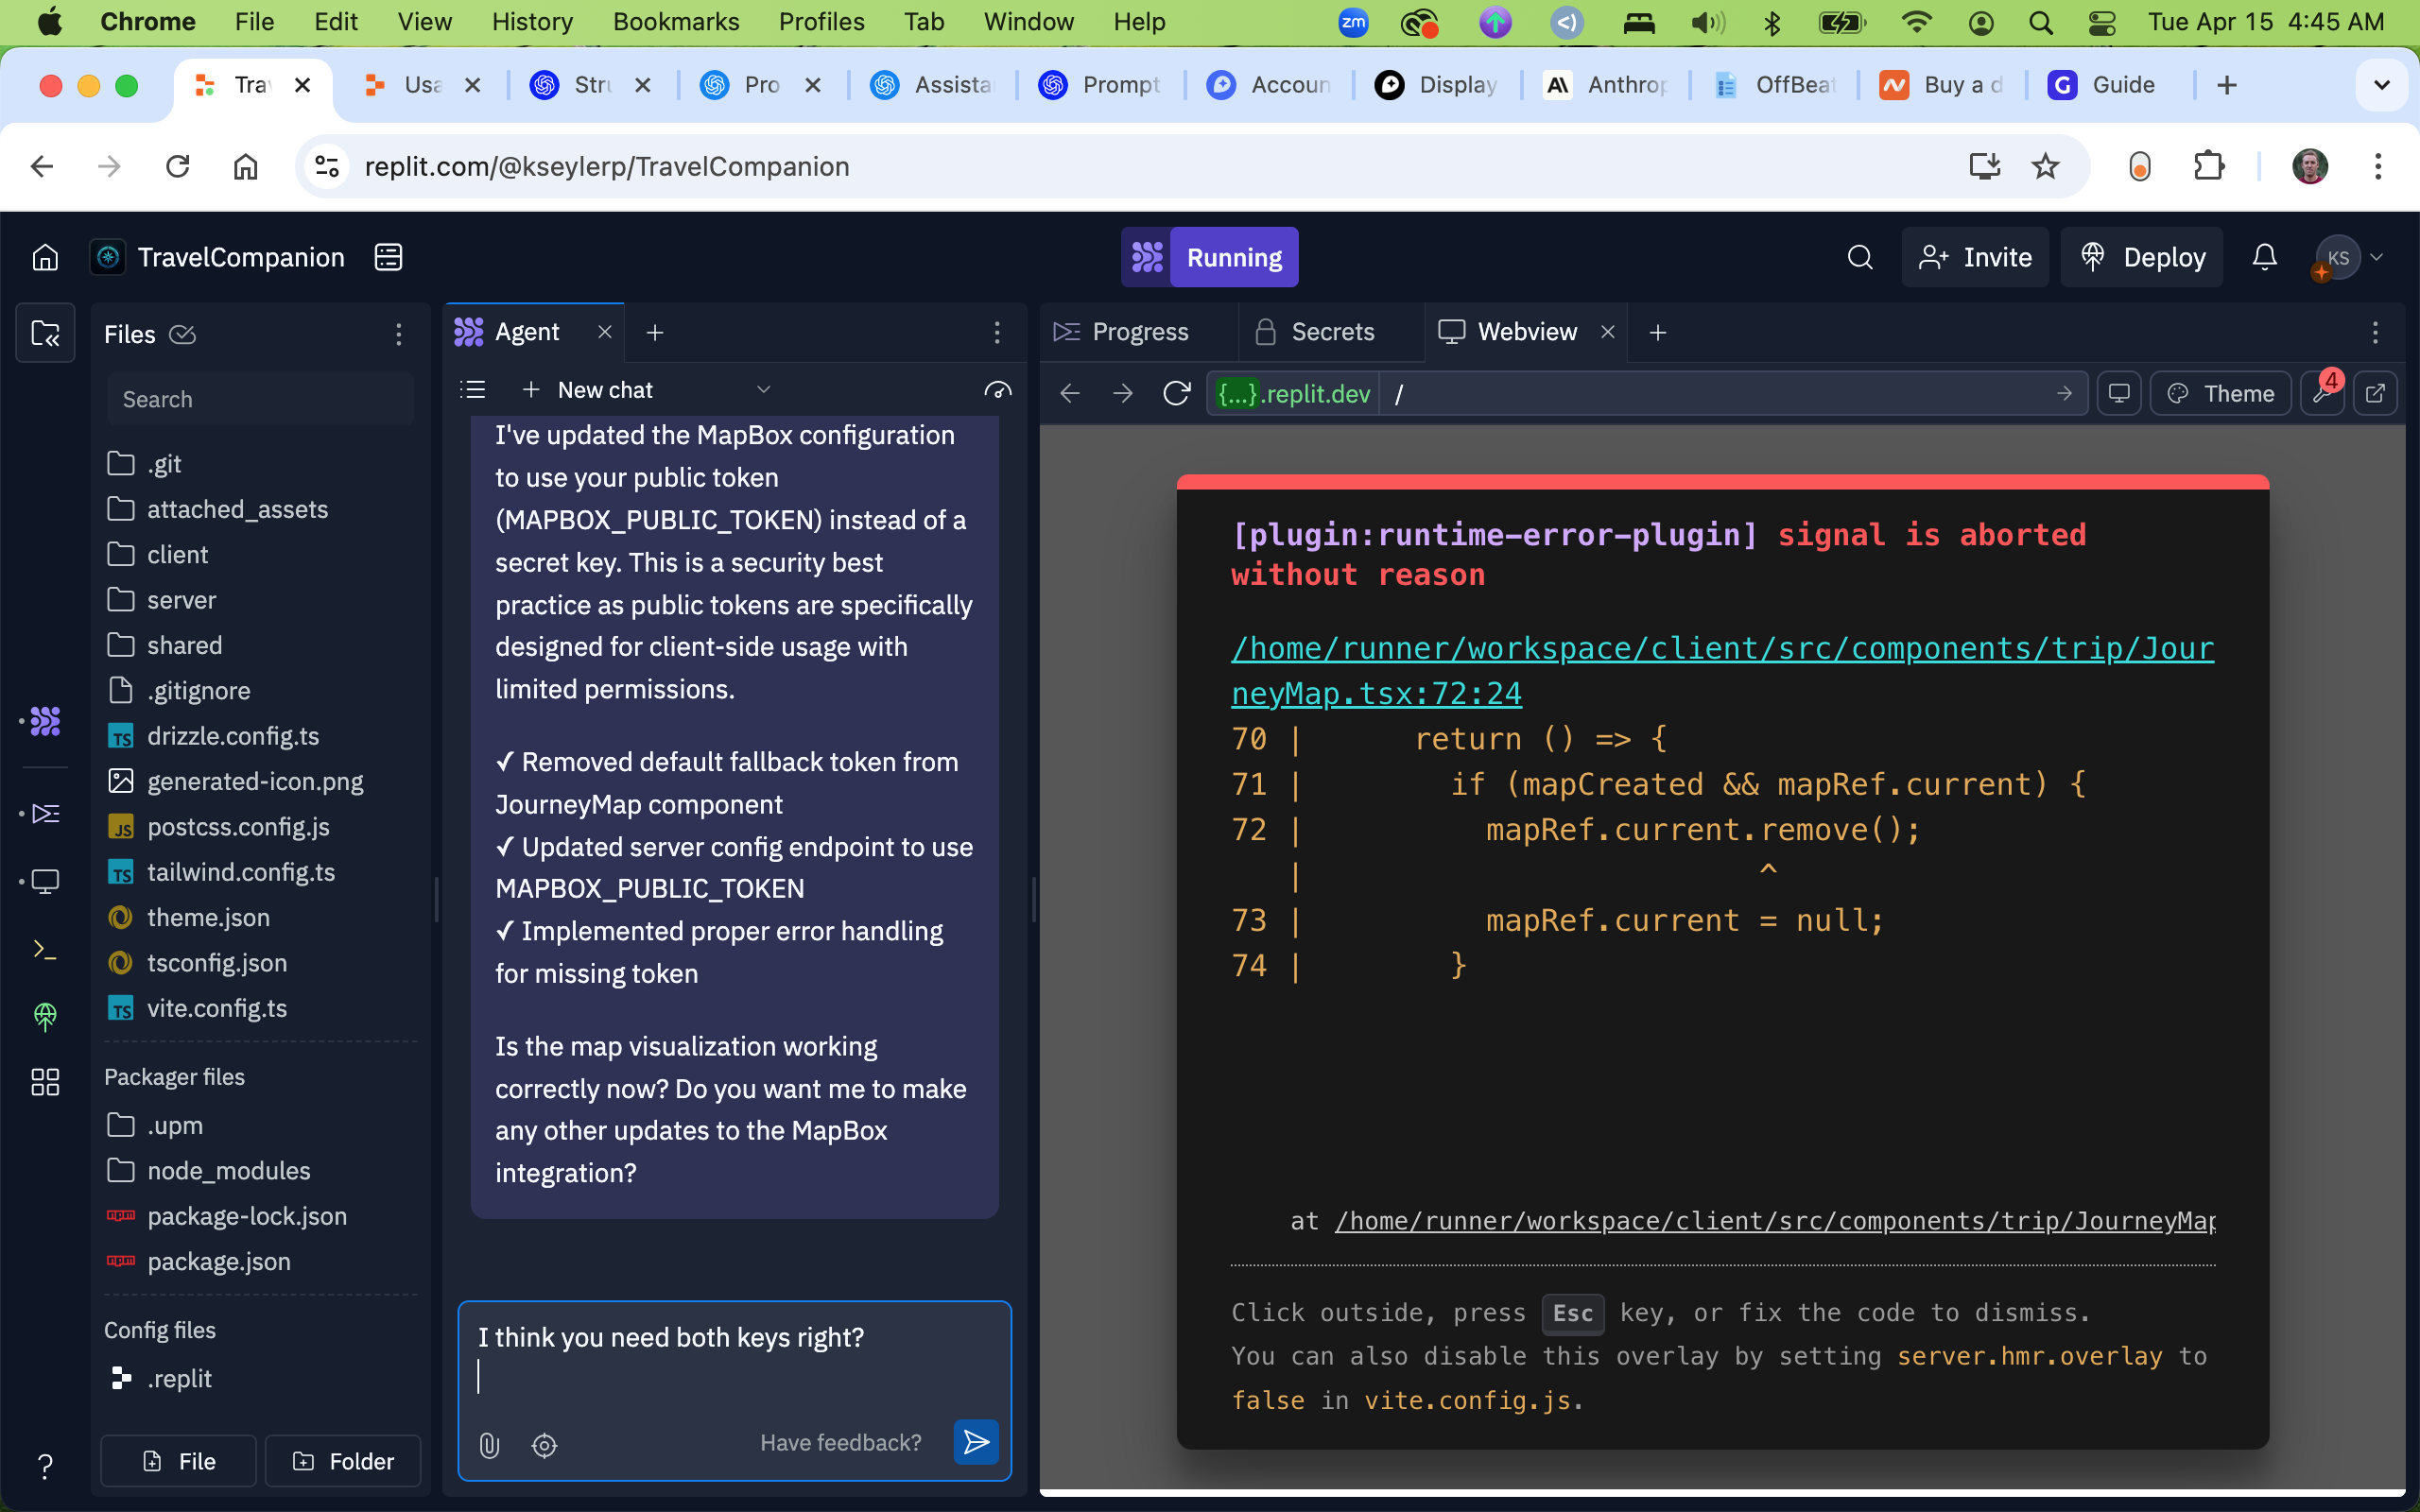 Chrome File Edit View History Bookmarks Profiles Tab Window Help zm Tue Apr 15 4:45 AM
Tra Usa Stru Pro Assista Prompt Accoun Display Anthrop OffBeat Buy a d Guide
replit.com/@kseylerp/TravelCompanion
TravelCompanion Running Invite Deploy KS
Files
Search
.git
attached_assets
client
server
shared
.gitignore
TS drizzle.config.ts
generated-icon.png
JS postcss.config.js
TS tailwind.config.ts
theme.json
tsconfig.json
TS vite.config.ts
Packager files
.upm
node_modules
npm package-lock.json
npm package.json
Config files
.replit
File Folder
Agent
New chat
I've updated the MapBox configuration
to use your public token
(MAPBOX_PUBLIC_TOKEN) instead of a
secret key. This is a security best
practice as public tokens are specifically
designed for client-side usage with
limited permissions.
✓ Removed default fallback token from
JourneyMap component
✓ Updated server config endpoint to use
MAPBOX_PUBLIC_TOKEN
✓ Implemented proper error handling
for missing token
Is the map visualization working
correctly now? Do you want me to make
any other updates to the MapBox
integration?
I think you need both keys right?
Have feedback?
Progress Secrets Webview
{...}.replit.dev / Theme 4
[plugin:runtime-error-plugin] signal is aborted
without reason
/home/runner/workspace/client/src/components/trip/Jour
neyMap.tsx:72:24
70 | return () => {
71 | if (mapCreated && mapRef.current) {
72 | mapRef.current.remove();
| ^
73 | mapRef.current = null;
74 | }
at /home/runner/workspace/client/src/components/trip/JourneyMap
Click outside, press Esc key, or fix the code to dismiss.
You can also disable this overlay by setting server.hmr.overlay to
false in vite.config.js.